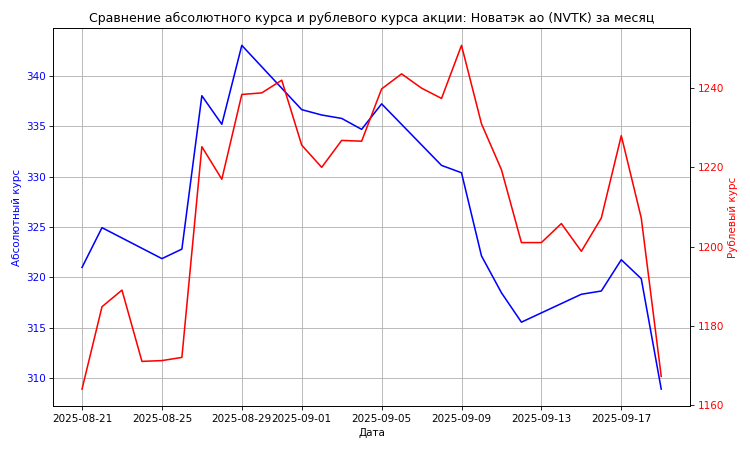 Сравнение абсолютного курса и рублевого курса акции: Новатэк ао (NVTK) за месяц
Абсолютный курс
340
335
330
325
320
315
310
1240
1220
1200
1180
1160
Рублевый курс
2025-08-21 2025-08-25 2025-08-29 2025-09-01 2025-09-05 2025-09-09 2025-09-13 2025-09-17
Дата